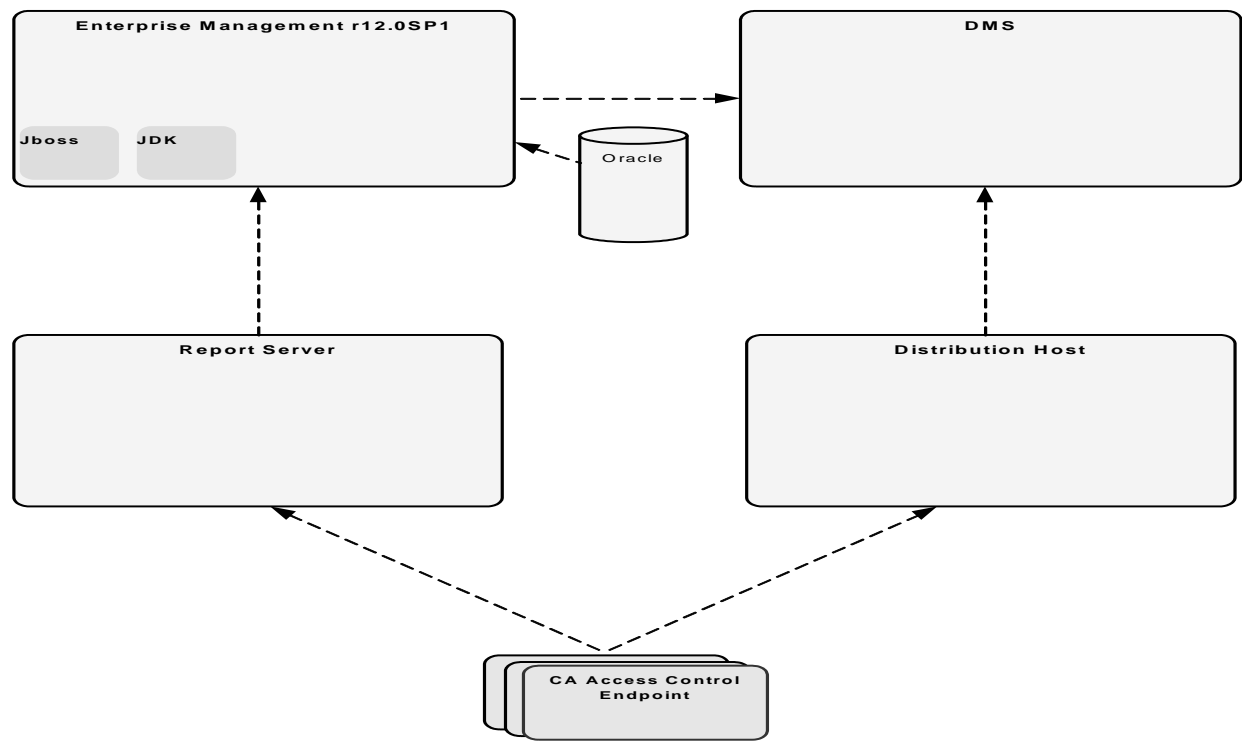 Enterprise Management r12.0SP1
DMS
Jboss
JDK
Oracle
Report Server
Distribution Host
CA Access Control
Endpoint